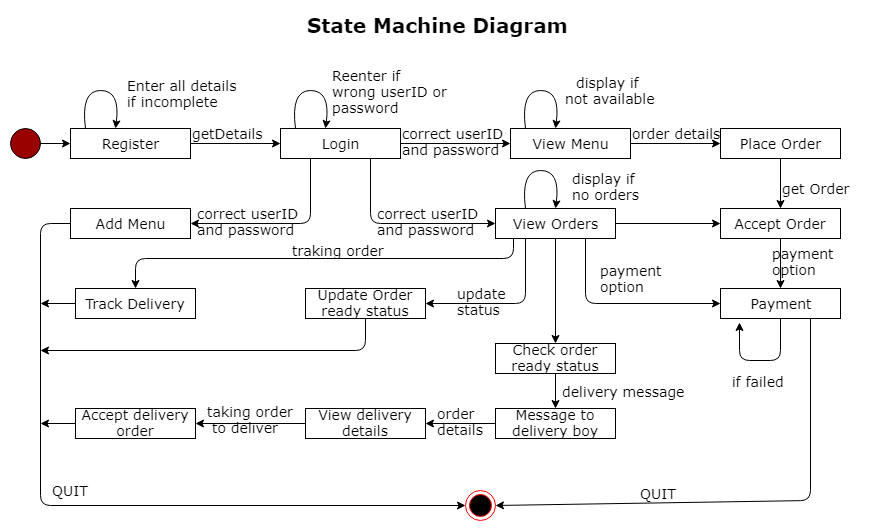 State Machine Diagram
Enter all details
if incomplete
Reenter if
wrong userID or
password
display if
not available
Register
getDetails
Login
correct userID
and password
View Menu
order details
Place Order
display if
no orders
get Order
Add Menu
correct userID
and password
correct userID
and password
View Orders
Accept Order
traking order
payment
option
payment
option
Track Delivery
Update Order
ready status
update
status
Payment
Check order
ready status
if failed
delivery message
Accept delivery
order
taking order
to deliver
View delivery
details
order
details
Message to
delivery boy
QUIT
QUIT